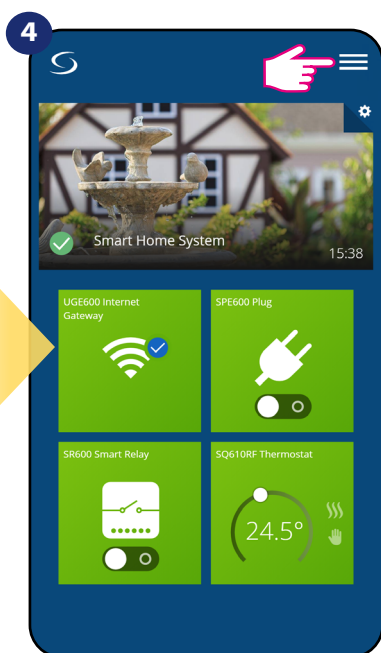 4
Smart Home System
15:38
UGE600 Internet
Gateway
SPE600 Plug
SR600 Smart Relay
SQ610RF Thermostat
24.5°